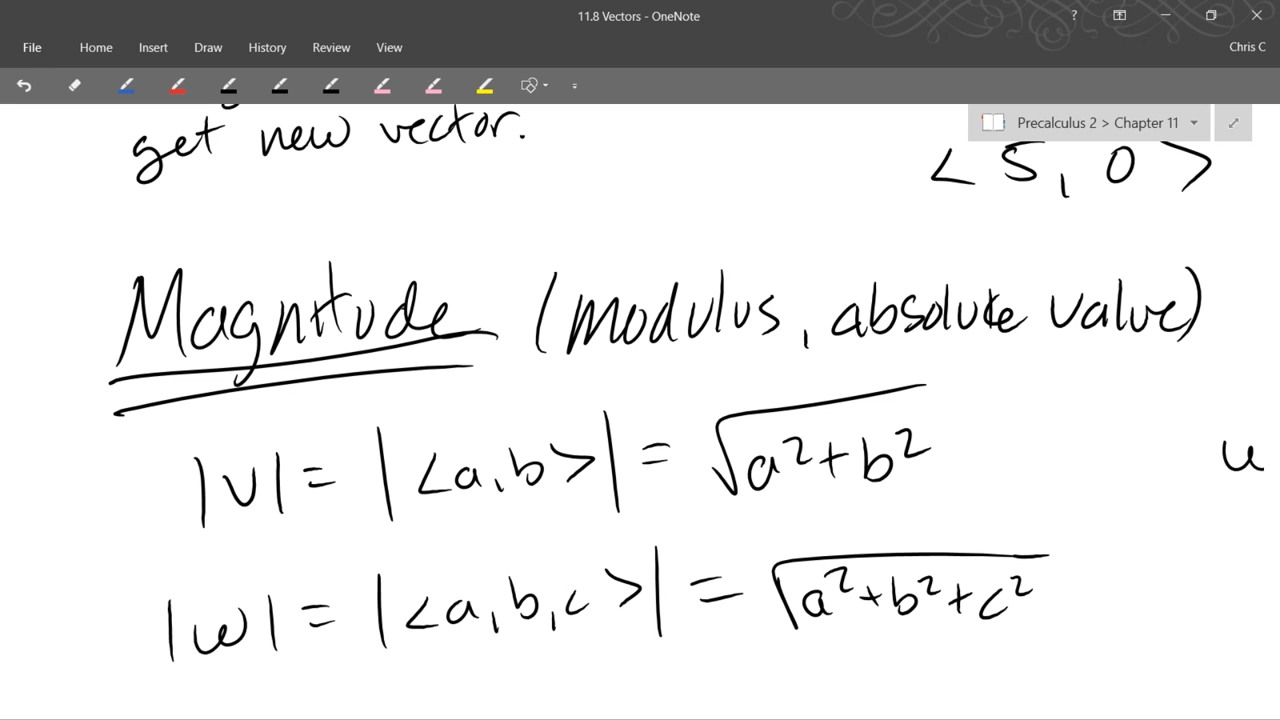 11.8 Vectors - OneNote
?
File Home Insert Draw History Review View
Chris C
Precalculus 2 > Chapter 11
get new vector.
< 5, 0 >
Magnitude (modulus, absolute value)
|v| = |<a,b>| = √a²+b²
u
|w| = |<a,b,c>| = √a²+b²+c²